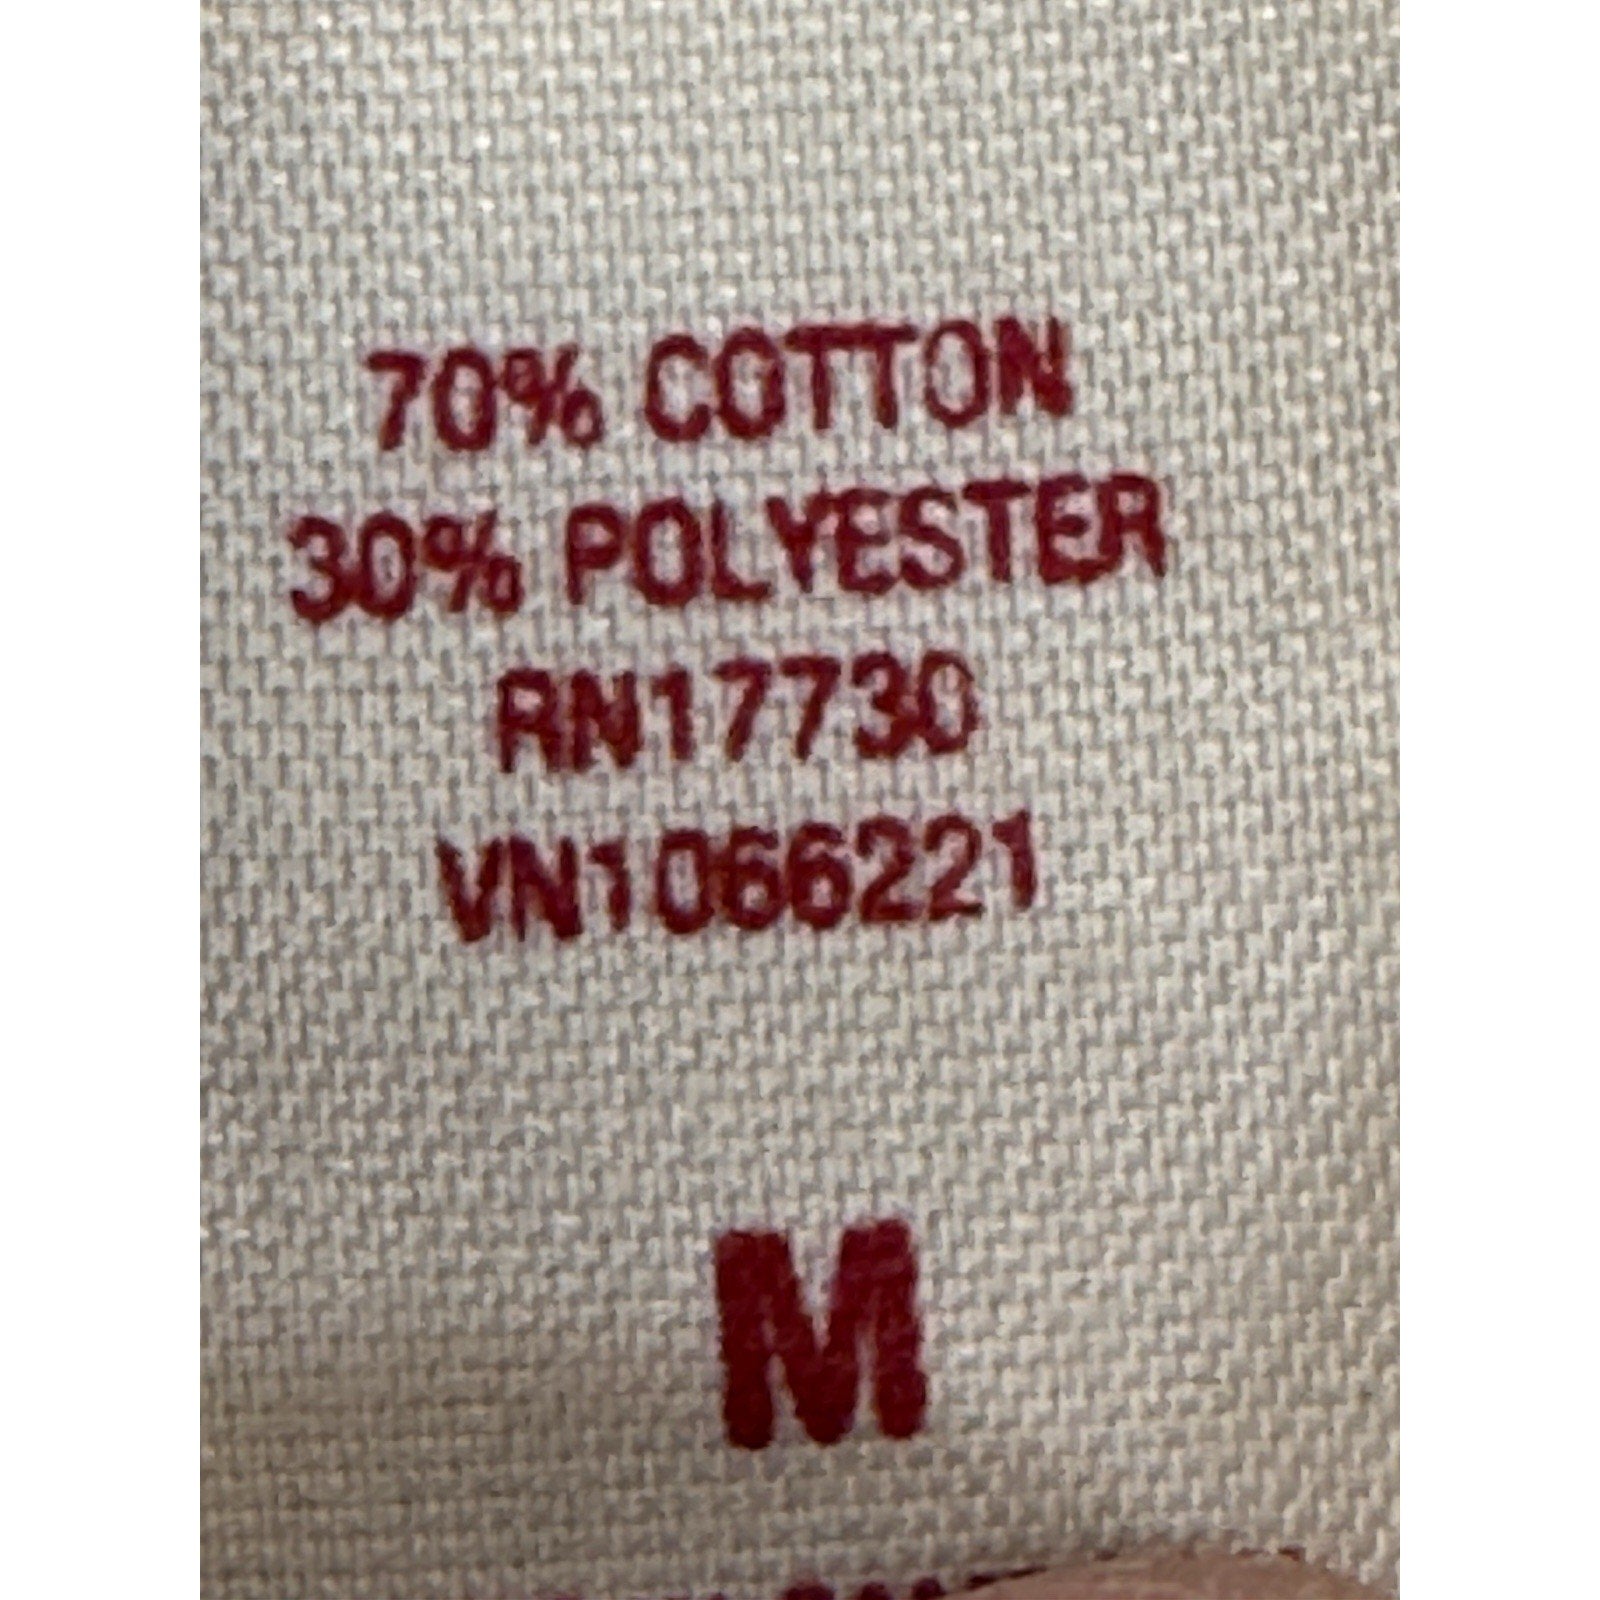 70% COTTON
30% POLYESTER
RN17730
VN1066221
M